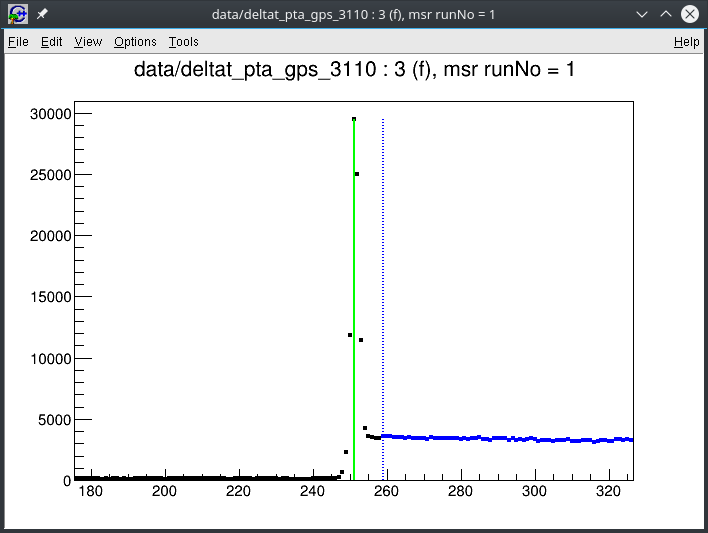 data/deltat_pta_gps_3110 : 3 (f), msr runNo = 1
File Edit View Options Tools Help
data/deltat_pta_gps_3110 : 3 (f), msr runNo = 1
30000
25000
20000
15000
10000
5000
0
180 200 220 240 260 280 300 320